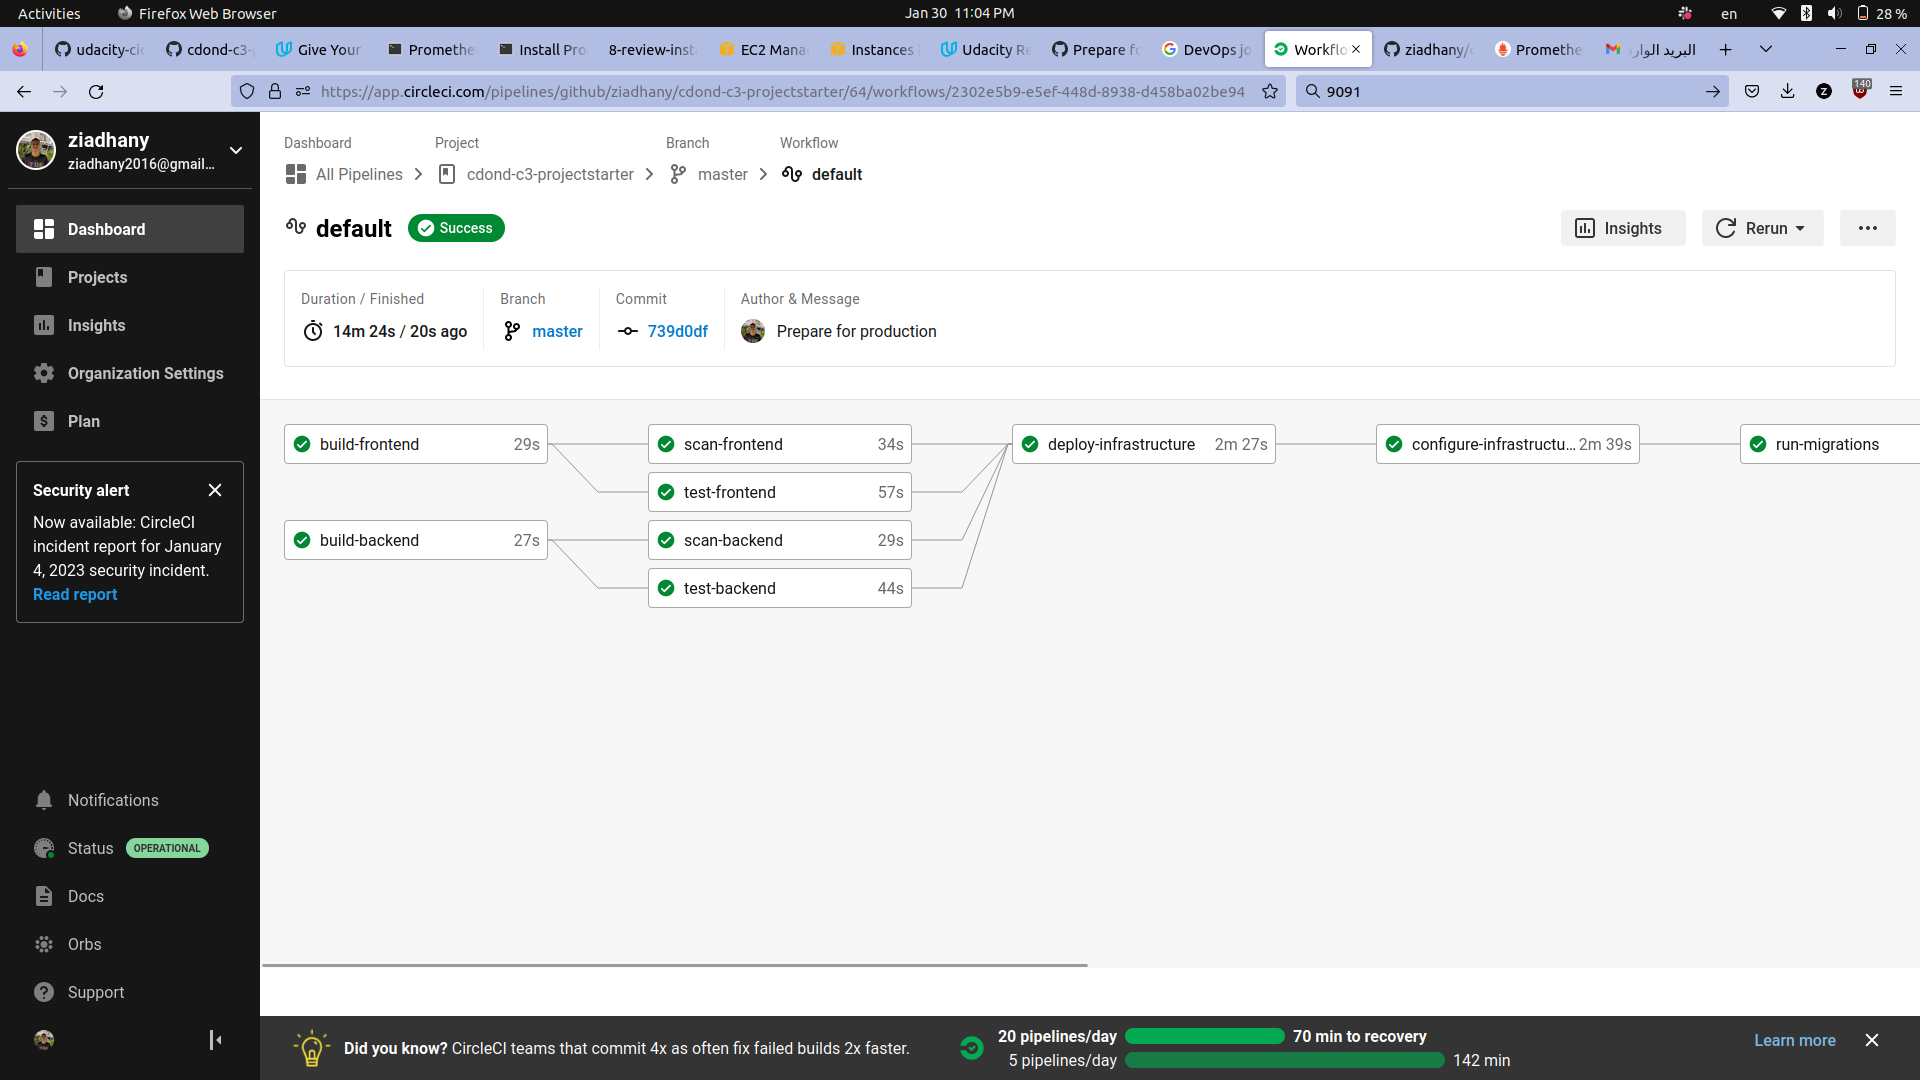 Activities
Firefox Web Browser
Jan 30 11:04 PM
en
28 %
udacity-ci
cdond-c3-p
Give Your
Promethe
Install Pro
8-review-inst
EC2 Mana
Instances
Udacity Re
Prepare fo
DevOps jo
Workflo
ziadhany/c
Promethe
البريد الوارد
https://app.circleci.com/pipelines/github/ziadhany/cdond-c3-projectstarter/64/workflows/2302e5b9-e5ef-448d-8938-d458ba02be94
9091
140
ziadhany
ziadhany2016@gmail...
Dashboard
Projects
Insights
Organization Settings
Plan
Security alert
Now available: CircleCI
incident report for January
4, 2023 security incident.
Read report
Notifications
Status OPERATIONAL
Docs
Orbs
Support
Dashboard Project Branch Workflow
All Pipelines cdond-c3-projectstarter master default
default Success
Insights Rerun
Duration / Finished
14m 24s / 20s ago
Branch
master
Commit
739d0df
Author & Message
Prepare for production
build-frontend 29s
scan-frontend 34s
deploy-infrastructure 2m 27s
configure-infrastructu... 2m 39s
run-migrations
test-frontend 57s
build-backend 27s
scan-backend 29s
test-backend 44s
Did you know? CircleCI teams that commit 4x as often fix failed builds 2x faster.
20 pipelines/day 70 min to recovery
5 pipelines/day 142 min
Learn more